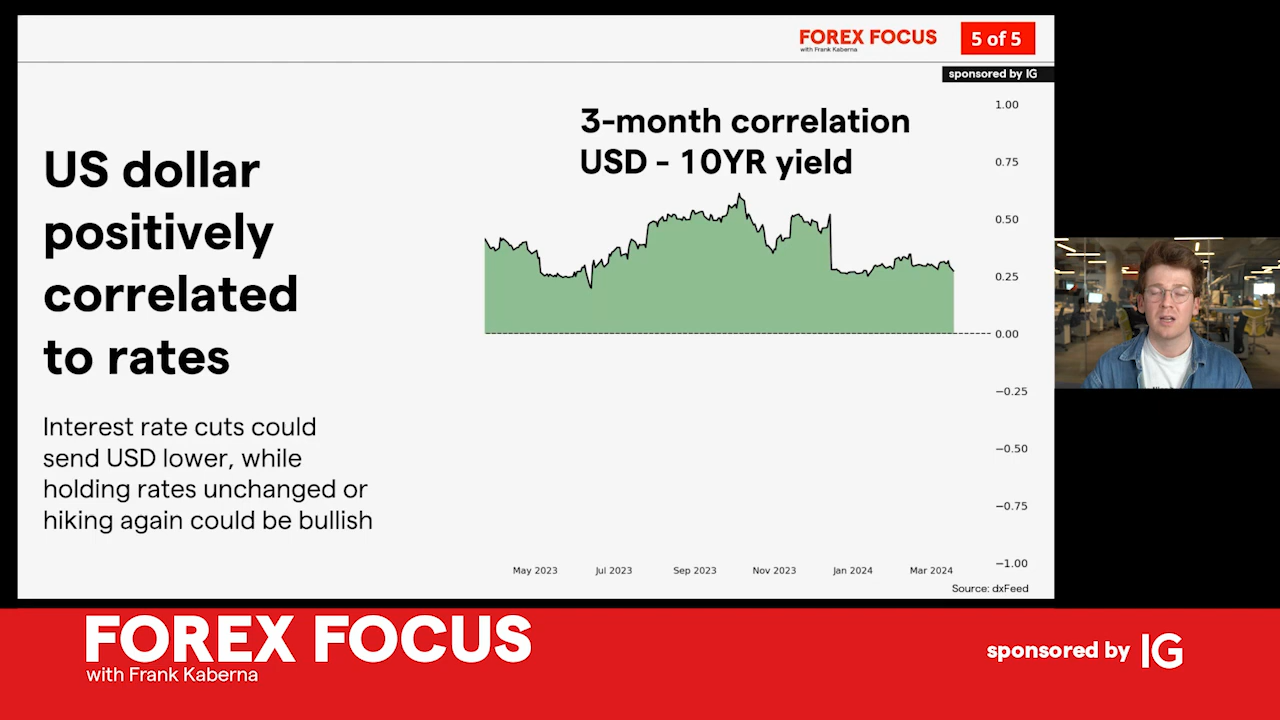 FOREX FOCUS
with Frank Kaberna
5 of 5
sponsored by IG
US dollar
positively
correlated
to rates
Interest rate cuts could
send USD lower, while
holding rates unchanged or
hiking again could be bullish
3-month correlation
USD - 10YR yield
1.00
0.75
0.50
0.25
0.00
−0.25
−0.50
−0.75
−1.00
May 2023 Jul 2023 Sep 2023 Nov 2023 Jan 2024 Mar 2024
Source: dxFeed
FOREX FOCUS
with Frank Kaberna
sponsored by IG